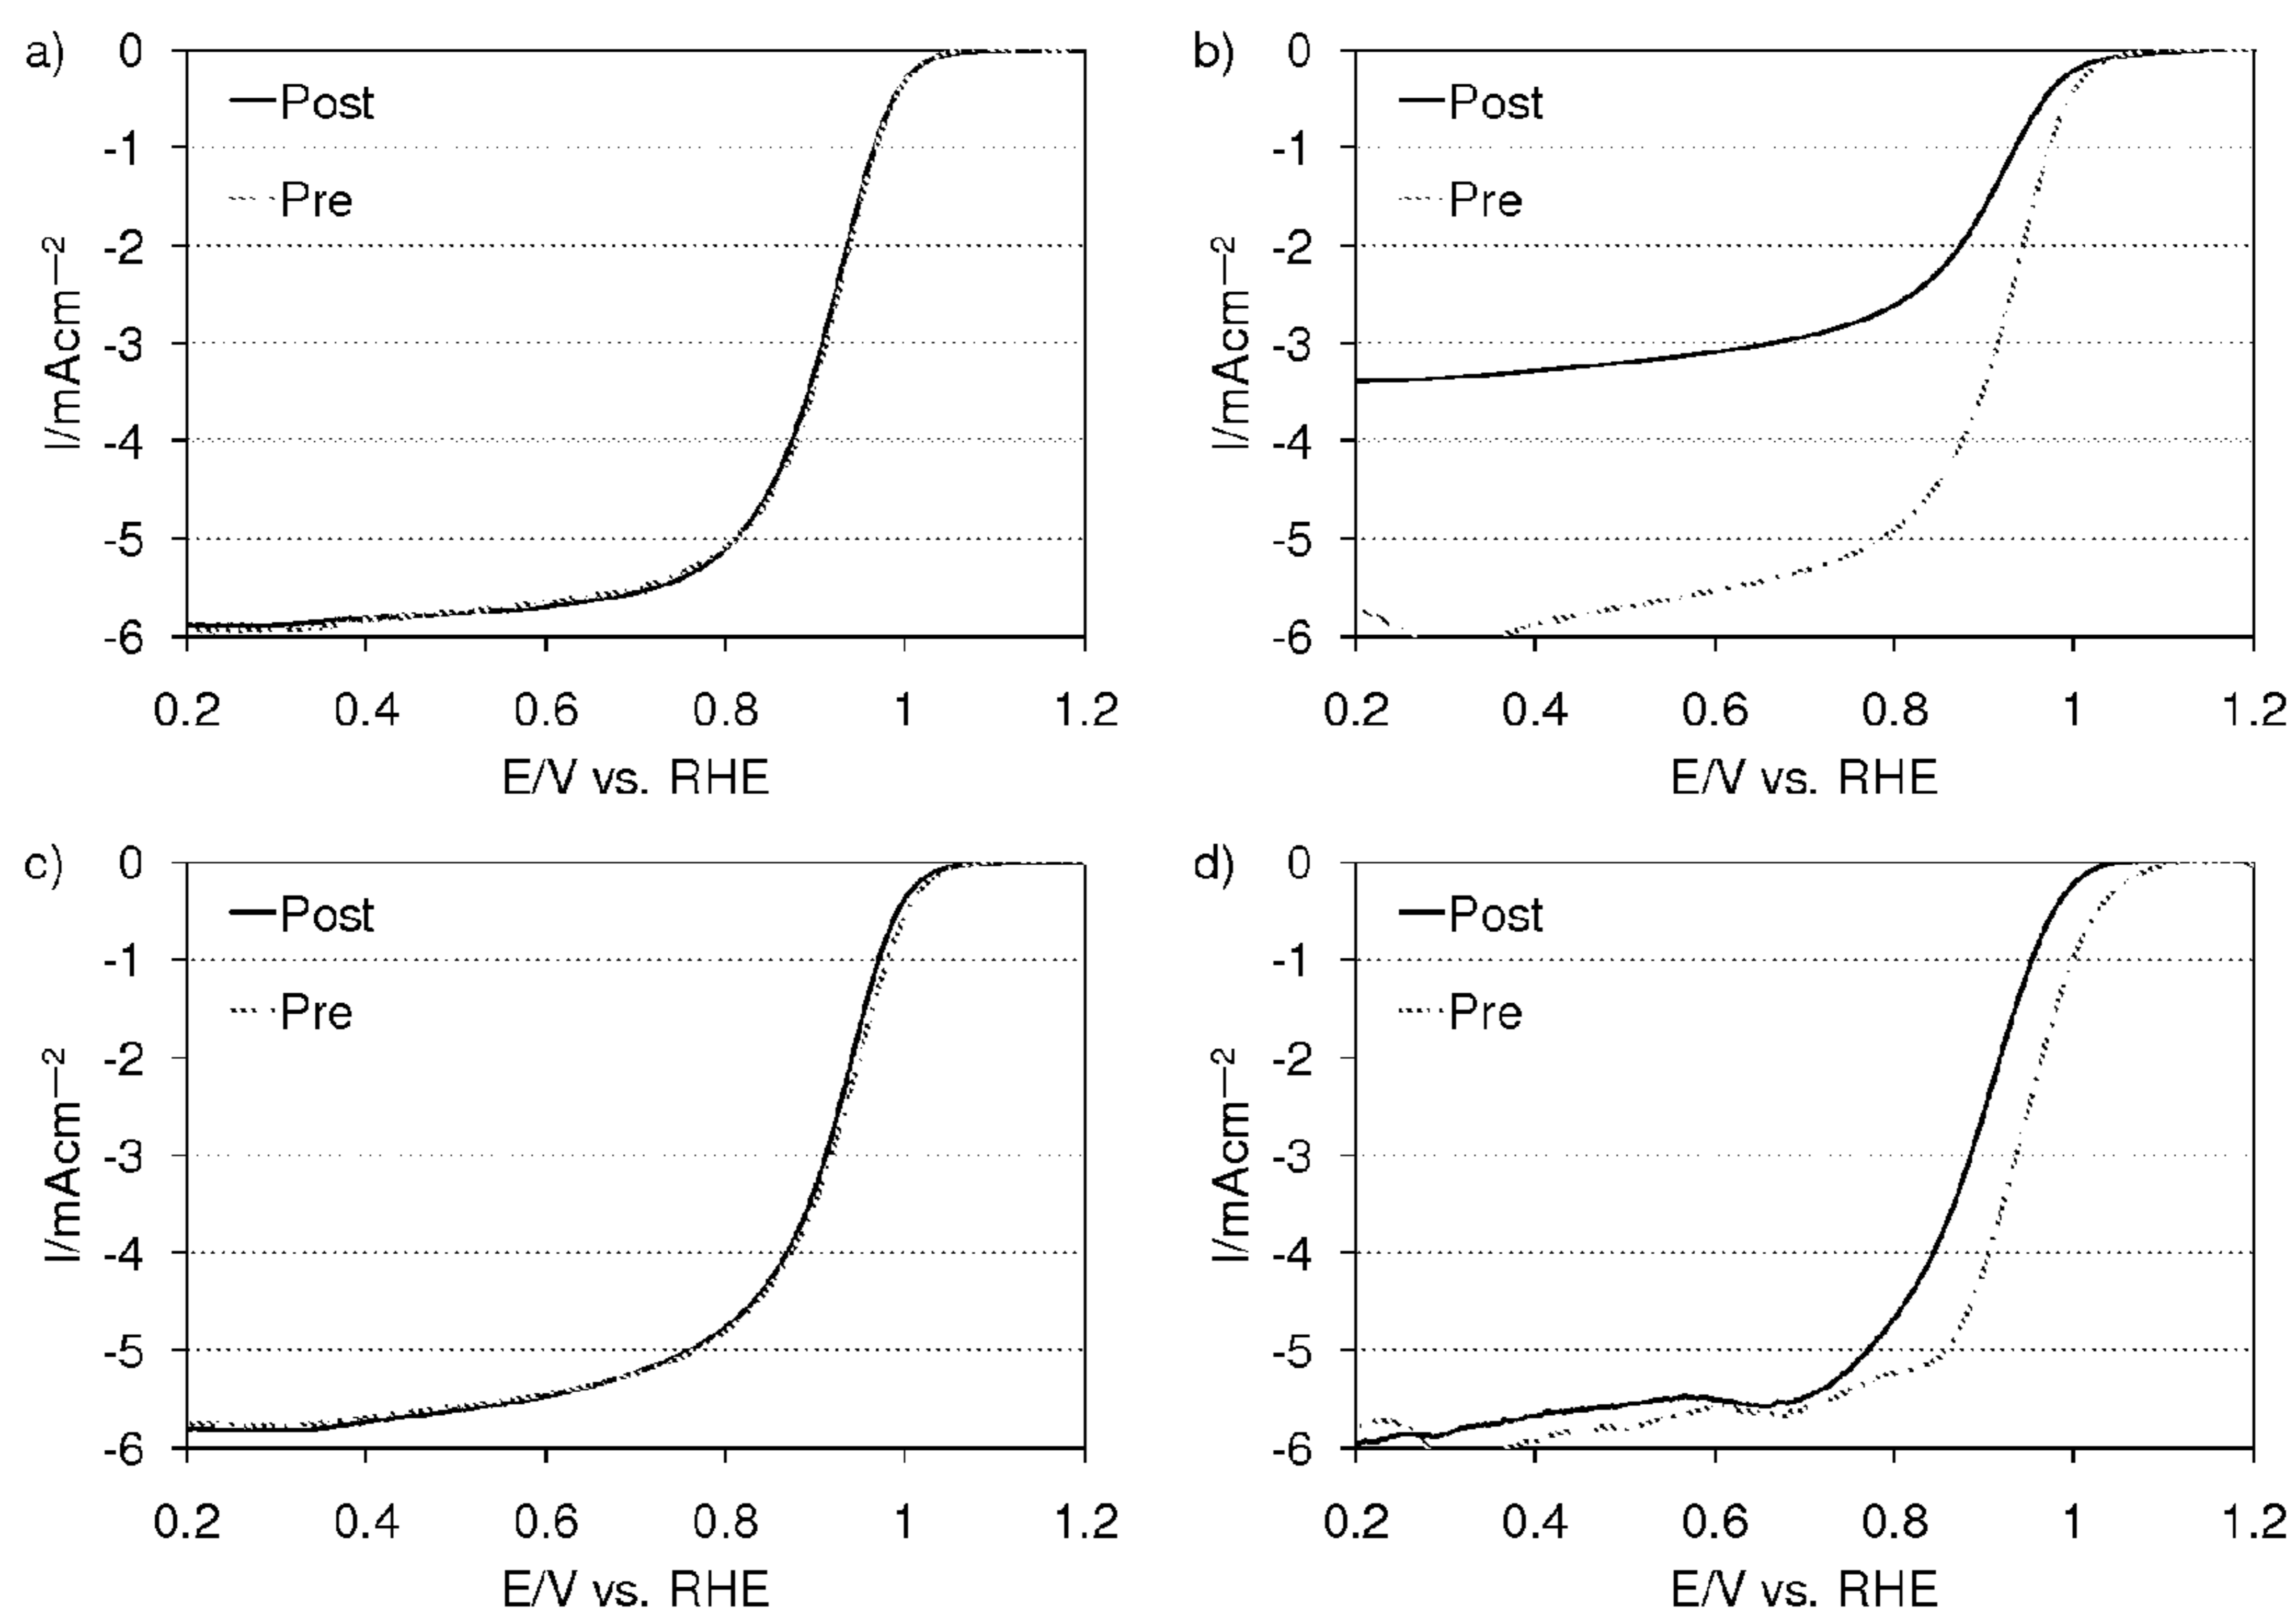 a)
0
-1
-2
-3
-4
-5
-6
Post
Pre
I/mAcm−2
0.2 0.4 0.6 0.8 1 1.2
E/V vs. RHE
b)
0
-1
-2
-3
-4
-5
-6
Post
Pre
I/mAcm−2
0.2 0.4 0.6 0.8 1 1.2
E/V vs. RHE
c)
0
-1
-2
-3
-4
-5
-6
Post
Pre
I/mAcm−2
0.2 0.4 0.6 0.8 1 1.2
E/V vs. RHE
d)
0
-1
-2
-3
-4
-5
-6
Post
Pre
I/mAcm−2
0.2 0.4 0.6 0.8 1 1.2
E/V vs. RHE